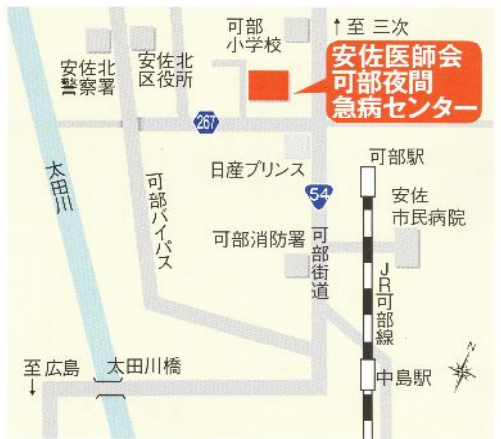 可部
小学校
↑至 三次
安佐北
警察署
安佐北
区役所
安佐医師会
可部夜間
急病センター
267
日産プリンス
可部駅
太田川
可部バイパス
54
安佐
市民病院
可部消防署
可部街道
JR可部線
至広島
↓
太田川橋
中島駅
N